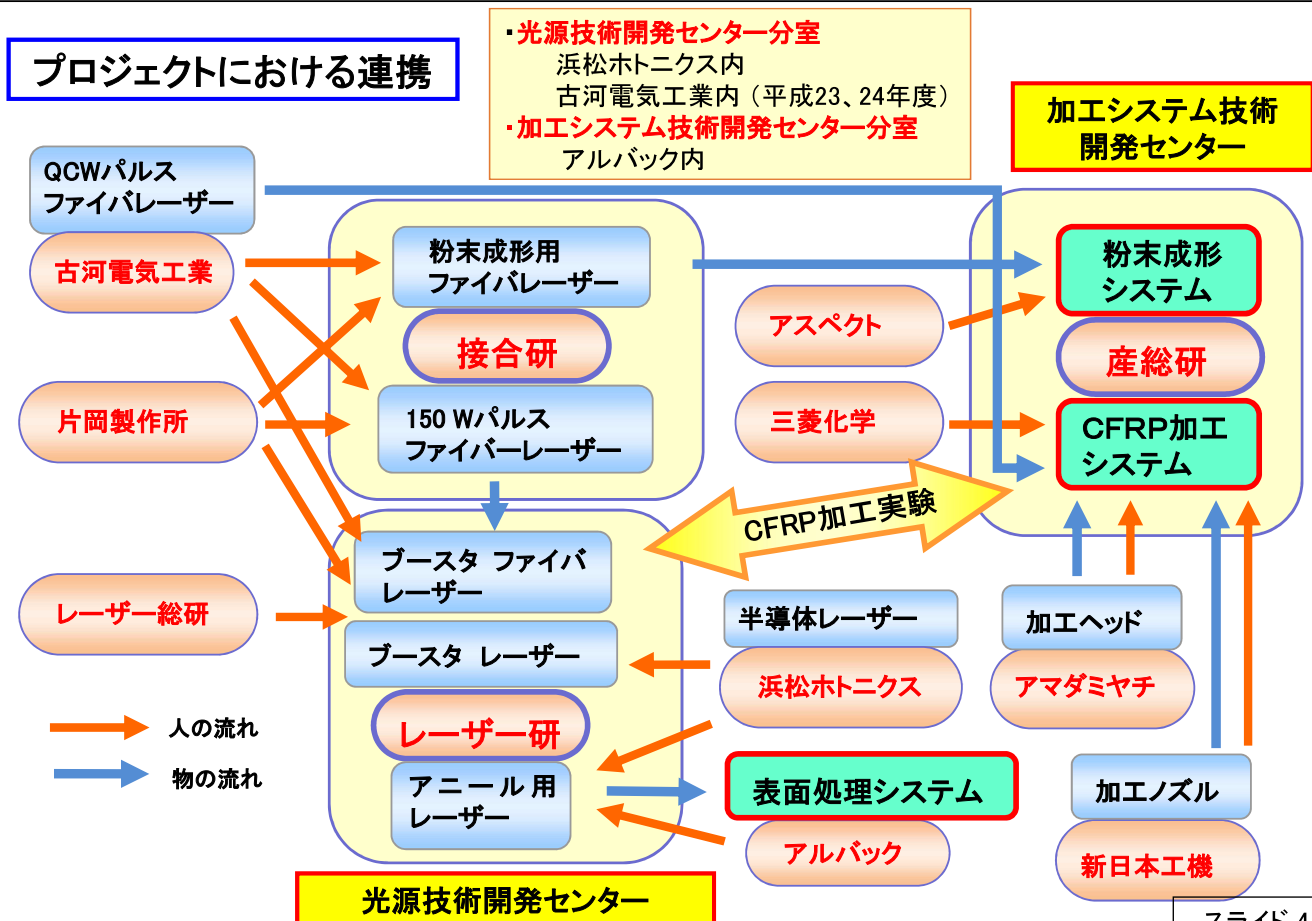 プロジェクトにおける連携
・光源技術開発センター分室
浜松ホトニクス内
古河電気工業内（平成23、24年度）
・加工システム技術開発センター分室
アルバック内
加工システム技術
開発センター
QCWパルス
ファイバレーザー
古河電気工業
片岡製作所
レーザー総研
粉末成形用
ファイバレーザー
接合研
150 Wパルス
ファイバーレーザー
アスペクト
三菱化学
粉末成形
システム
産総研
CFRP加工
システム
CFRP加工実験
ブースタ ファイバ
レーザー
ブースタ レーザー
レーザー研
アニール用
レーザー
半導体レーザー
浜松ホトニクス
加工ヘッド
アマダミヤチ
表面処理システム
アルバック
加工ノズル
新日本工機
人の流れ
物の流れ
光源技術開発センター
スライド 4